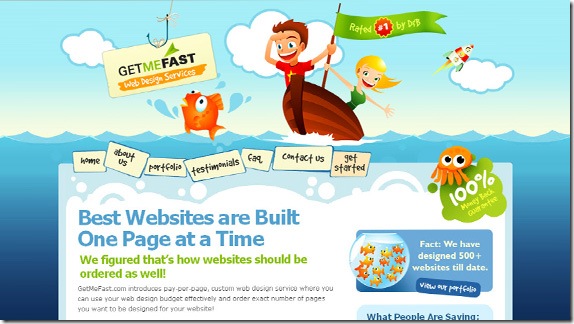 GETMEFAST
Web Design Services
Rated #1 by DfB
home
about us
portfolio
testimonials
faq
contact us
get started
100%
Money Back
Guarantee
Best Websites are Built
One Page at a Time
We figured that's how websites should be
ordered as well!
GetMeFast.com introduces pay-per-page, custom web design service where you
can use your web design budget effectively and order exact number of pages
you want to be designed for your website!
Fact: We have
designed 500+
websites till date.
View our portfolio
What People Are Saying: